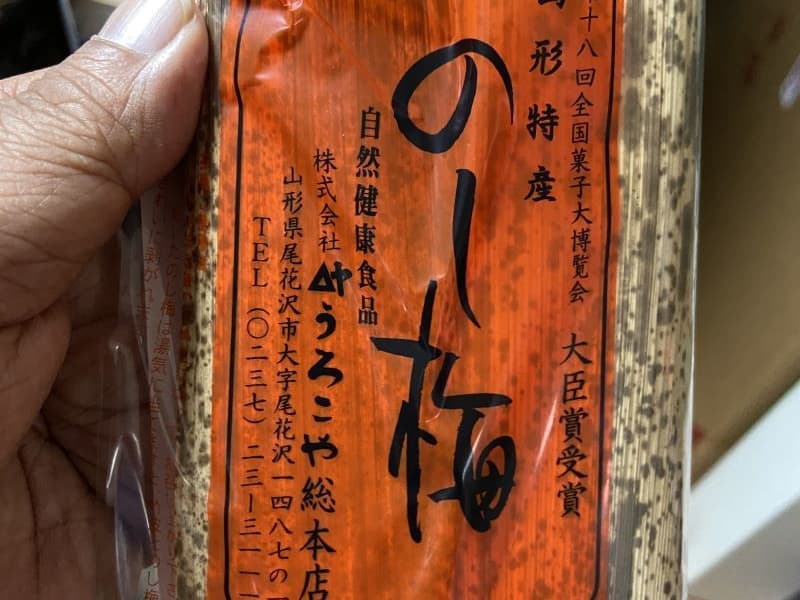 十八回全国菓子大博覧会 大臣賞受賞
形特産
のし梅
自然健康食品
株式会社 うろこや総本店
山形県尾花沢市大字尾花沢一四八七の一
TEL (〇二三七) 二三ー三一一